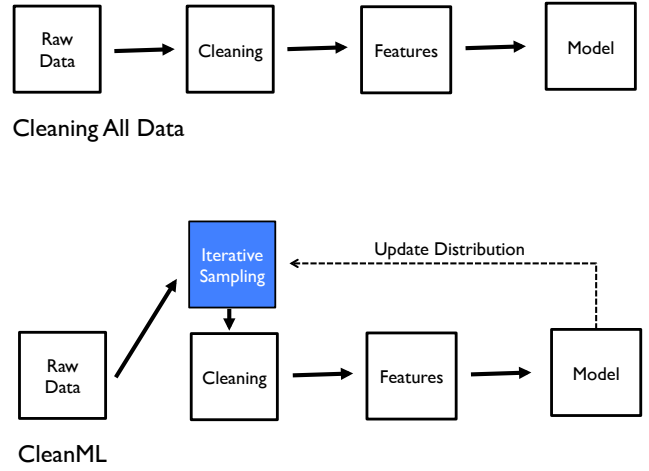 Raw
Data
Cleaning
Features
Model
Cleaning All Data
Iterative
Sampling
Update Distribution
Raw
Data
Cleaning
Features
Model
CleanML